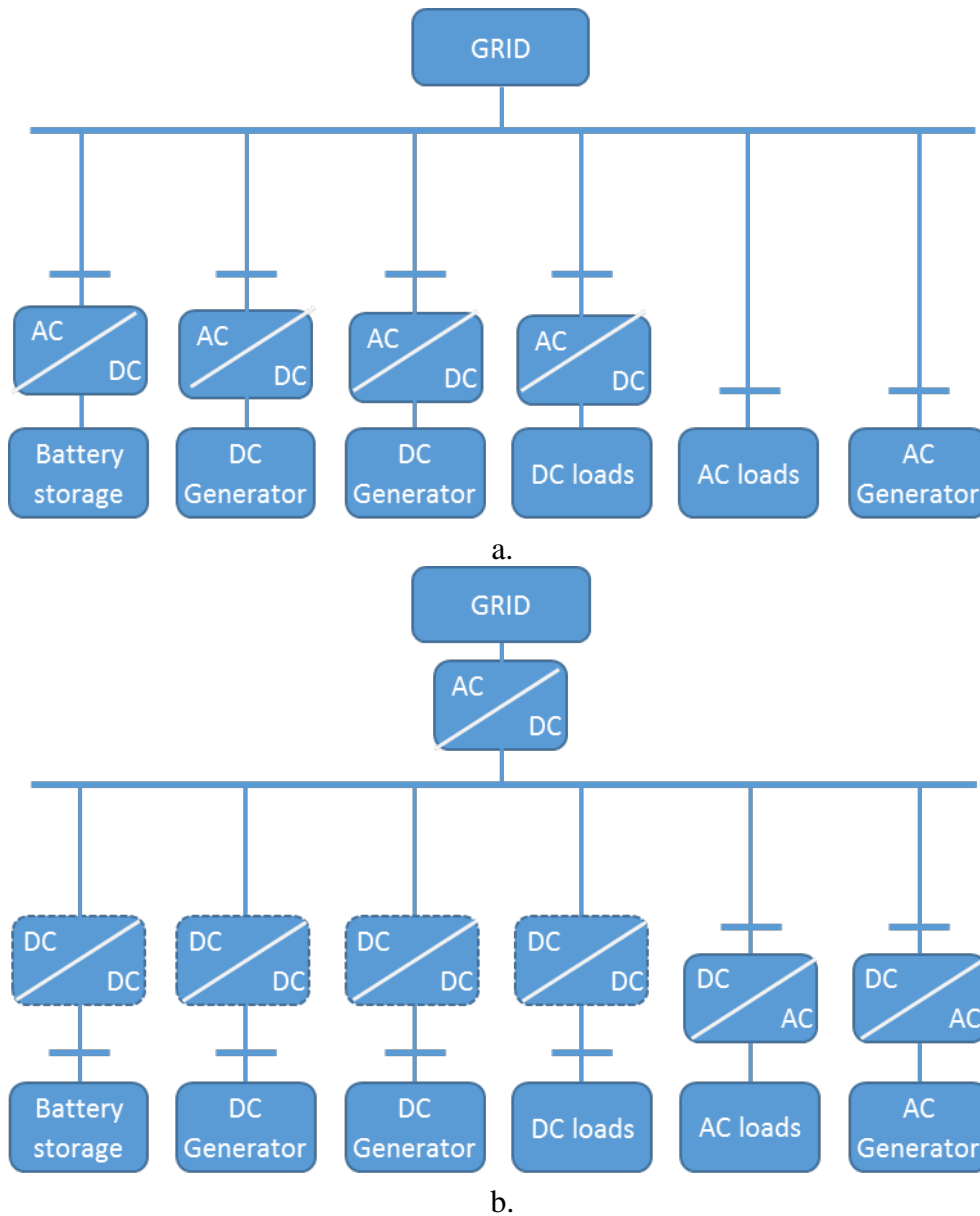 GRID
AC
DC
AC
DC
AC
DC
AC
DC
Battery
storage
DC
Generator
DC
Generator
DC loads
AC loads
AC
Generator
a.
GRID
AC
DC
DC
DC
DC
DC
DC
DC
DC
DC
DC
AC
DC
AC
Battery
storage
DC
Generator
DC
Generator
DC loads
AC loads
AC
Generator
b.